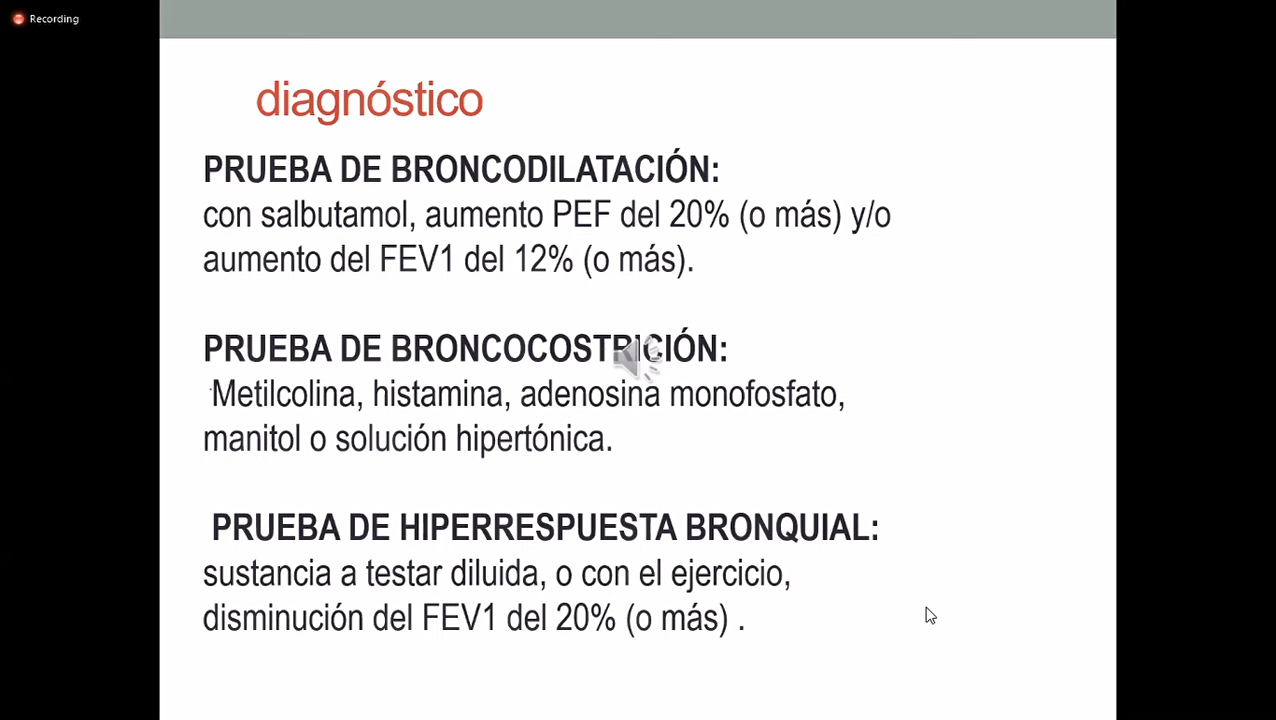 Recording
diagnóstico
PRUEBA DE BRONCODILATACIÓN:
con salbutamol, aumento PEF del 20% (o más) y/o
aumento del FEV1 del 12% (o más).
PRUEBA DE BRONCOCOSTRICIÓN:
Metilcolina, histamina, adenosina monofosfato,
manitol o solución hipertónica.
PRUEBA DE HIPERRESPUESTA BRONQUIAL:
sustancia a testar diluida, o con el ejercicio,
disminución del FEV1 del 20% (o más) .